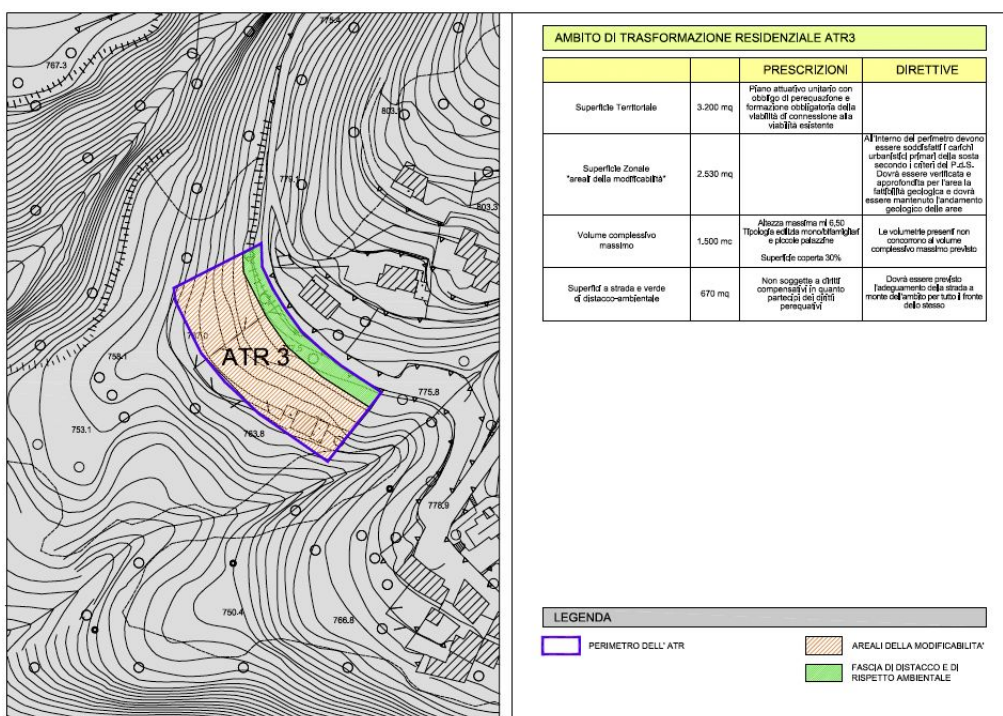 775.4
767.3
803.
779.1
803.3
767.0
ATR 3
758.1
775.8
753.1
763.8
778.9
750.4
766.8
AMBITO DI TRASFORMAZIONE RESIDENZIALE ATR3
PRESCRIZIONI
DIRETTIVE
Superficie Territoriale
3.200 mq
Piano attuativo unitario con
obbligo di perequazione e
formazione obbligatoria della
viabilità di connessione alla
viabilità esistente
Superficie Zonale
"areali della modificabilità"
2.530 mq
All'interno del perimetro devono
essere soddisfatti i carichi
urbanistici primari della sosta
secondo i criteri del P.d.S.
Dovrà essere verificata e
approfondita per l'area la
fattibilità geologica e dovrà
essere mantenuto l'andamento
geologico delle aree
Volume complessivo
massimo
1,500 mc
Altezza massima ml 6,50
Tipologia edilizia mono/bifamigliari
e piccole palazzine
Superficie coperta 30%
Le volumetrie presenti non
concorrono al volume
complessivo massimo previsto
Superfici a strada e verde
di distacco-ambientale
670 mq
Non soggette a diritti
compensativi in quanto
partecipi dei diritti
perequativi
Dovrà essere previsto
l'adeguamento della strada a
monte dell'ambito per tutto il fronte
dello stesso
LEGENDA
PERIMETRO DELL' ATR
AREALI DELLA MODIFICABILITA'
FASCIA DI DISTACCO E DI
RISPETTO AMBIENTALE